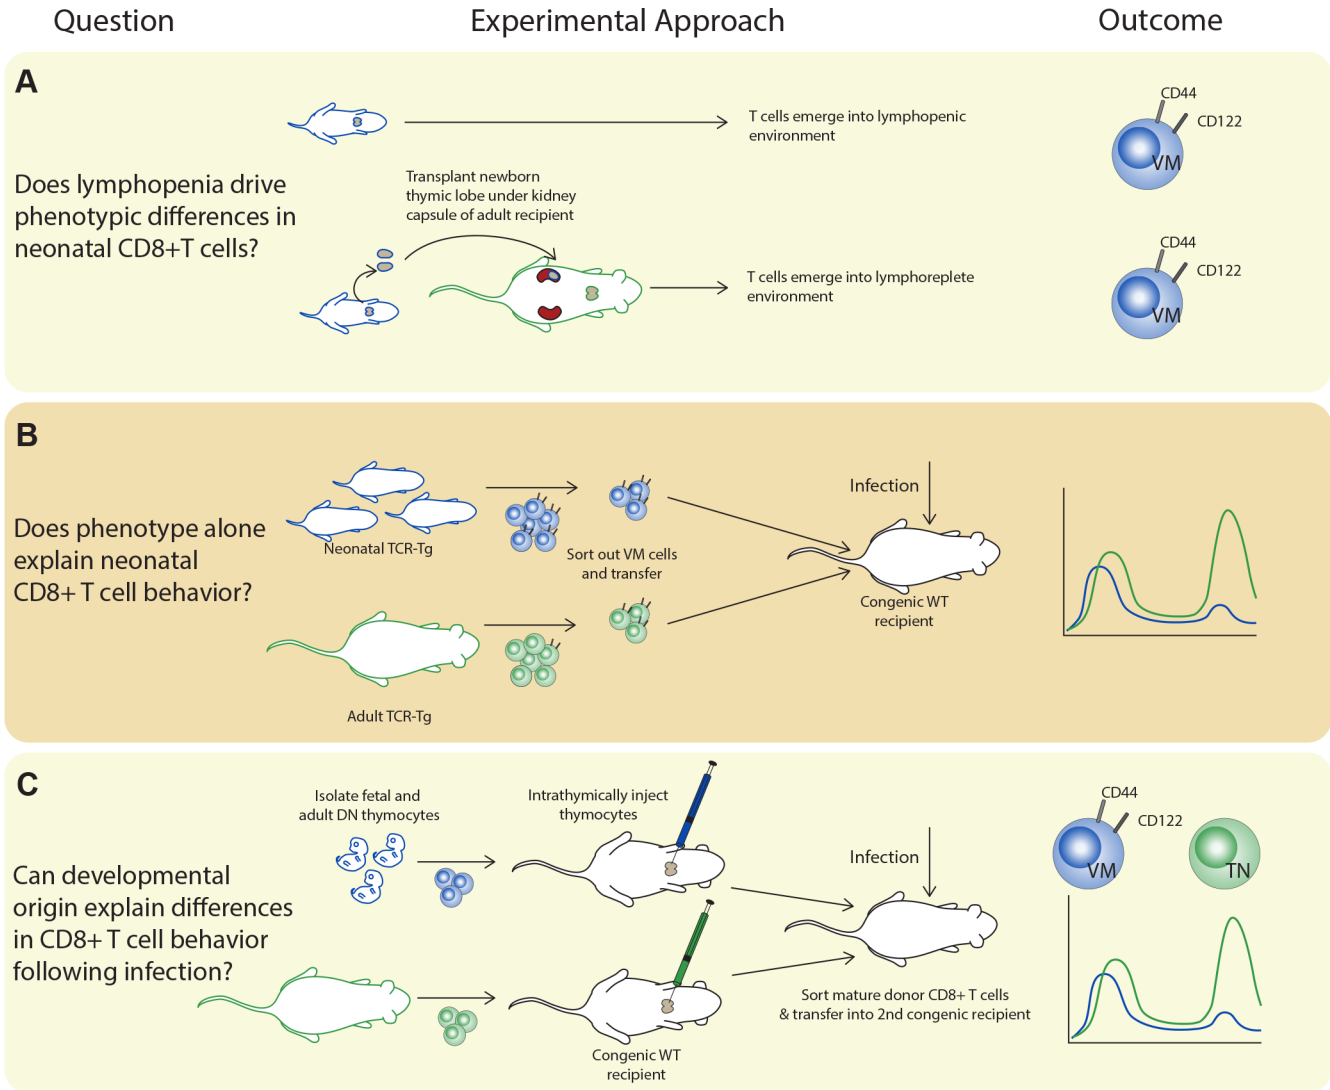 Question
Experimental Approach
Outcome
A
Does lymphopenia drive
phenotypic differences in
neonatal CD8+T cells?
T cells emerge into lymphopenic
environment
CD44
CD122
VM
Transplant newborn
thymic lobe under kidney
capsule of adult recipient
T cells emerge into lymphoreplete
environment
CD44
CD122
VM
B
Does phenotype alone
explain neonatal
CD8+ T cell behavior?
Neonatal TCR-Tg
Sort out VM cells
and transfer
Adult TCR-Tg
Infection
Congenic WT
recipient
C
Can developmental
origin explain differences
in CD8+ T cell behavior
following infection?
Isolate fetal and
adult DN thymocytes
Intrathymically inject
thymocytes
Congenic WT
recipient
Infection
Sort mature donor CD8+ T cells
& transfer into 2nd congenic recipient
CD44
CD122
VM
TN